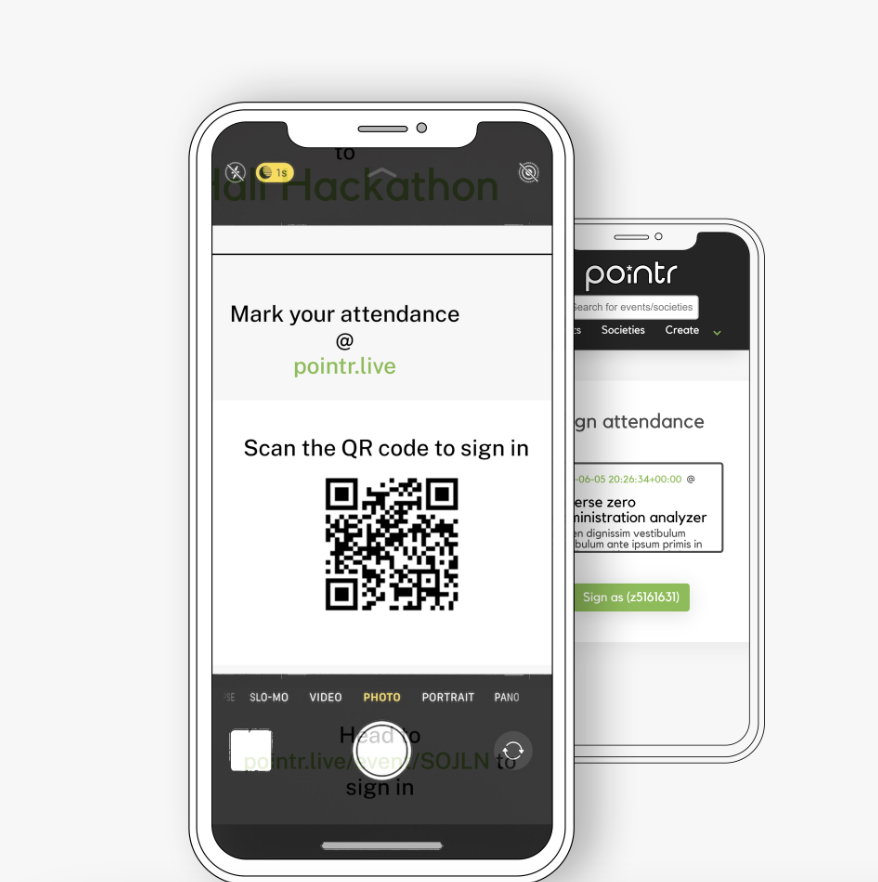 to
Hall Hackathon
1s
Mark your attendance
@
pointr.live
Scan the QR code to sign in
SLO-MO VIDEO PHOTO PORTRAIT PANO
Head to
pointr.live/event/SOJLN to
sign in
pointr
Search for events/societies
ts Societies Create
gn attendance
-06-05 20:26:34+00:00 @
erse zero
ministration analyzer
en dignissim vestibulum
bulum ante ipsum primis in
Sign as (z5161631)